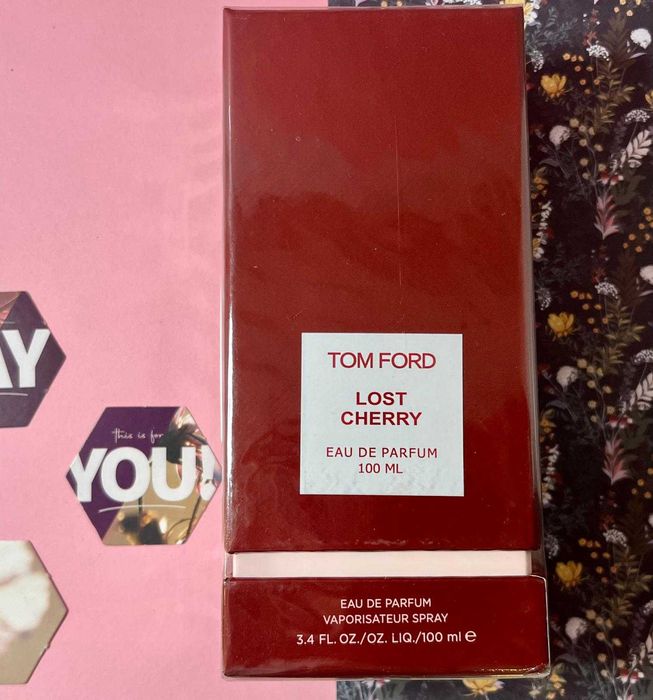 TOM FORD
LOST
CHERRY
EAU DE PARFUM
100 ML
EAU DE PARFUM
VAPORISATEUR SPRAY
3.4 FL. OZ./OZ. LIQ./100 ml ℮
AY
this is for
YOU!